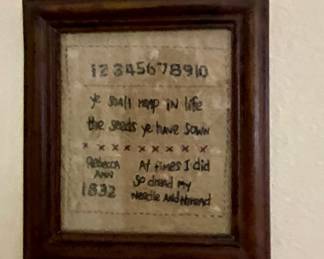 12345678910
ye shall reap in life
the seeds ye have sown
Rebecca Ann 1832
At times I did
so dread my
Needle And thread